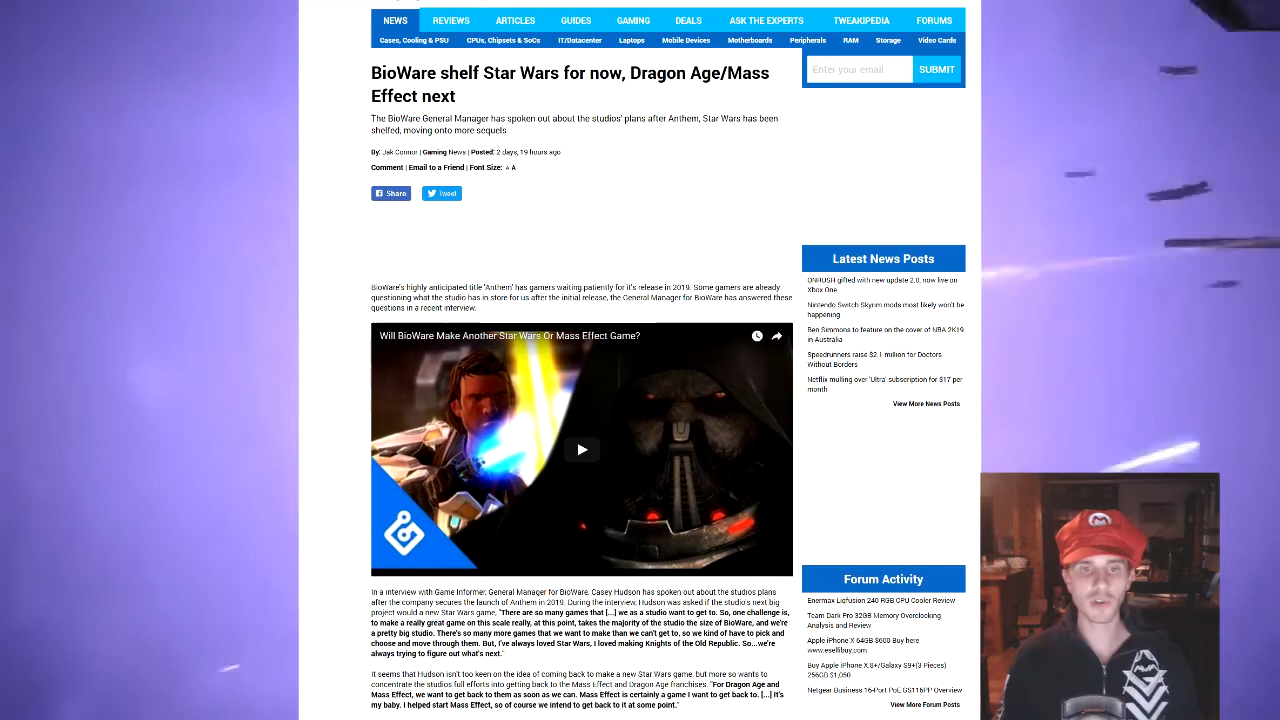 NEWS REVIEWS ARTICLES GUIDES GAMING DEALS ASK THE EXPERTS TWEAKIPEDIA FORUMS
Cases, Cooling & PSU CPUs, Chipsets & SoCs IT/Datacenter Laptops Mobile Devices Motherboards Peripherals RAM Storage Video Cards
BioWare shelf Star Wars for now, Dragon Age/Mass
Effect next
The BioWare General Manager has spoken out about the studios' plans after Anthem, Star Wars has been
shelfed, moving onto more sequels
By: Jak Connor | Gaming News | Posted: 2 days, 19 hours ago
Comment | Email to a Friend | Font Size: A A
Share Tweet
BioWare's highly anticipated title 'Anthem' has gamers waiting patiently for it's release in 2019. Some gamers are already
questioning what the studio has in store for us after the initial release, the General Manager for BioWare has answered these
questions in a recent interview.
Will BioWare Make Another Star Wars Or Mass Effect Game?
In a interview with Game Informer, General Manager for BioWare, Casey Hudson has spoken out about the studios plans
after the company secures the launch of Anthem in 2019. During the interview, Hudson was asked if the studio's next big
project would a new Star Wars game, "There are so many games that [...] we as a studio want to get to. So, one challenge is,
to make a really great game on this scale really, at this point, takes the majority of the studio the size of BioWare, and we're
a pretty big studio. There's so many more games that we want to make than we can't get to, so we kind of have to pick and
choose and move through them. But, I've always loved Star Wars, I loved making Knights of the Old Republic. So...we're
always trying to figure out what's next."
It seems that Hudson isn't too keen on the idea of coming back to make a new Star Wars game, but more so wants to
concentrate the studios full efforts into getting back to the Mass Effect and Dragon Age franchises. "For Dragon Age and
Mass Effect, we want to get back to them as soon as we can. Mass Effect is certainly a game I want to get back to. [...] It's
my baby. I helped start Mass Effect, so of course we intend to get back to it at some point."
Enter your email SUBMIT
Latest News Posts
ONRUSH gifted with new update 2.0, now live on
Xbox One
Nintendo Switch Skyrim mods most likely won't be
happening
Ben Simmons to feature on the cover of NBA 2K19
in Australia
Speedrunners raise $2.1 million for Doctors
Without Borders
Netflix mulling over 'Ultra' subscription for $17 per
month
View More News Posts
Forum Activity
Enermax Liqfusion 240 RGB CPU Cooler Review
Team Dark Pro 32GB Memory Overclocking
Analysis and Review
Apple iPhone X 64GB $600 Buy here
www.esellibuy.com
Buy Apple iPhone X,8+/Galaxy S9+(3 Pieces)
256GB $1,050
Netgear Business 16-Port PoE GS116PP Overview
View More Forum Posts